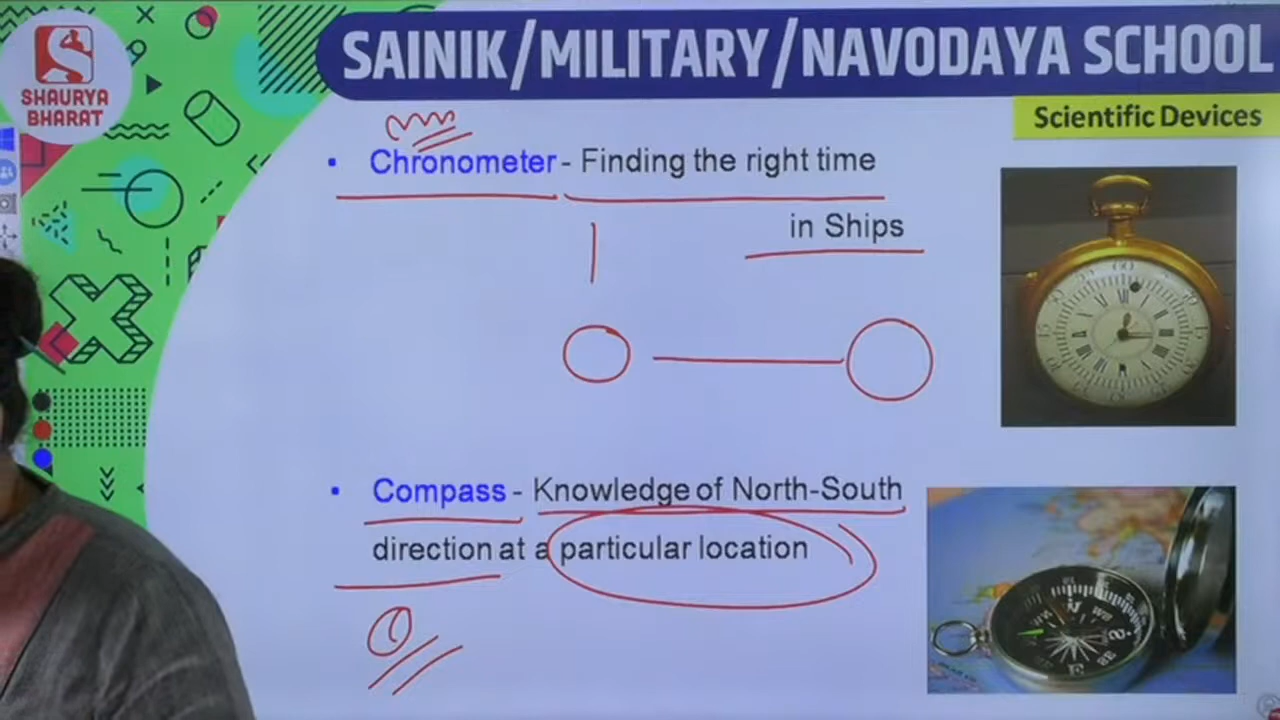 SHAURYA
BHARAT
SAINIK/MILITARY/NAVODAYA SCHOOL
Scientific Devices
• Chronometer - Finding the right time
in Ships
• Compass - Knowledge of North-South
direction at a particular location